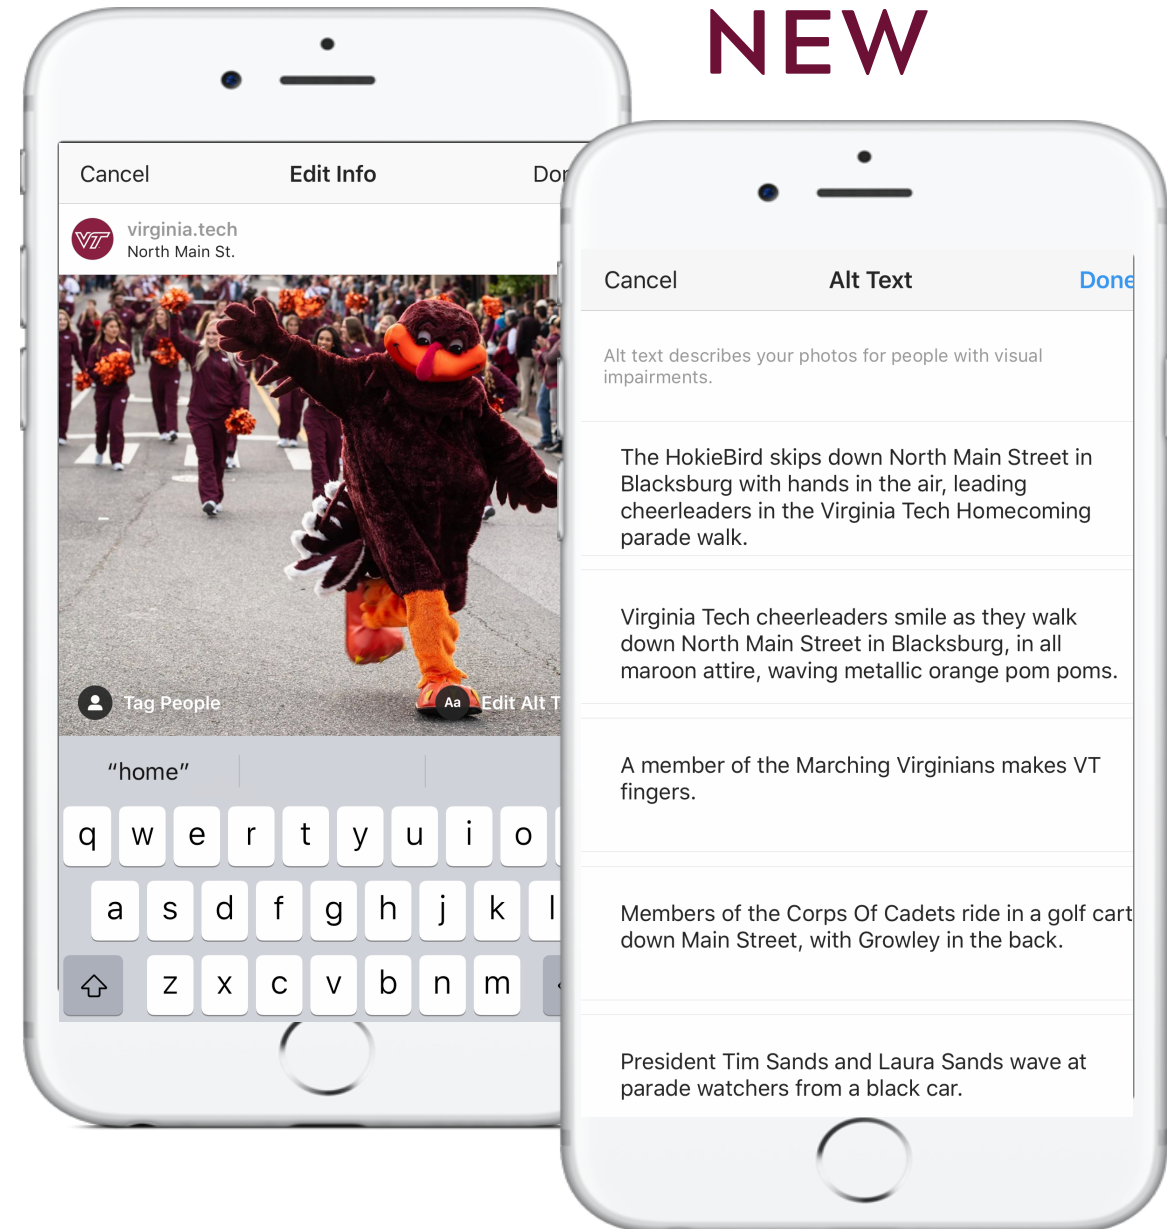 NEW
Cancel Edit Info
virginia.tech
North Main St.
VT
Tag People
Aa Edit Alt
“home”
q w e r t y u i o
a s d f g h j k l
z x c v b n m
Cancel Alt Text Done
Alt text describes your photos for people with visual
impairments.
The HokieBird skips down North Main Street in
Blacksburg with hands in the air, leading
cheerleaders in the Virginia Tech Homecoming
parade walk.
Virginia Tech cheerleaders smile as they walk
down North Main Street in Blacksburg, in all
maroon attire, waving metallic orange pom poms.
A member of the Marching Virginians makes VT
fingers.
Members of the Corps Of Cadets ride in a golf cart
down Main Street, with Growley in the back.
President Tim Sands and Laura Sands wave at
parade watchers from a black car.